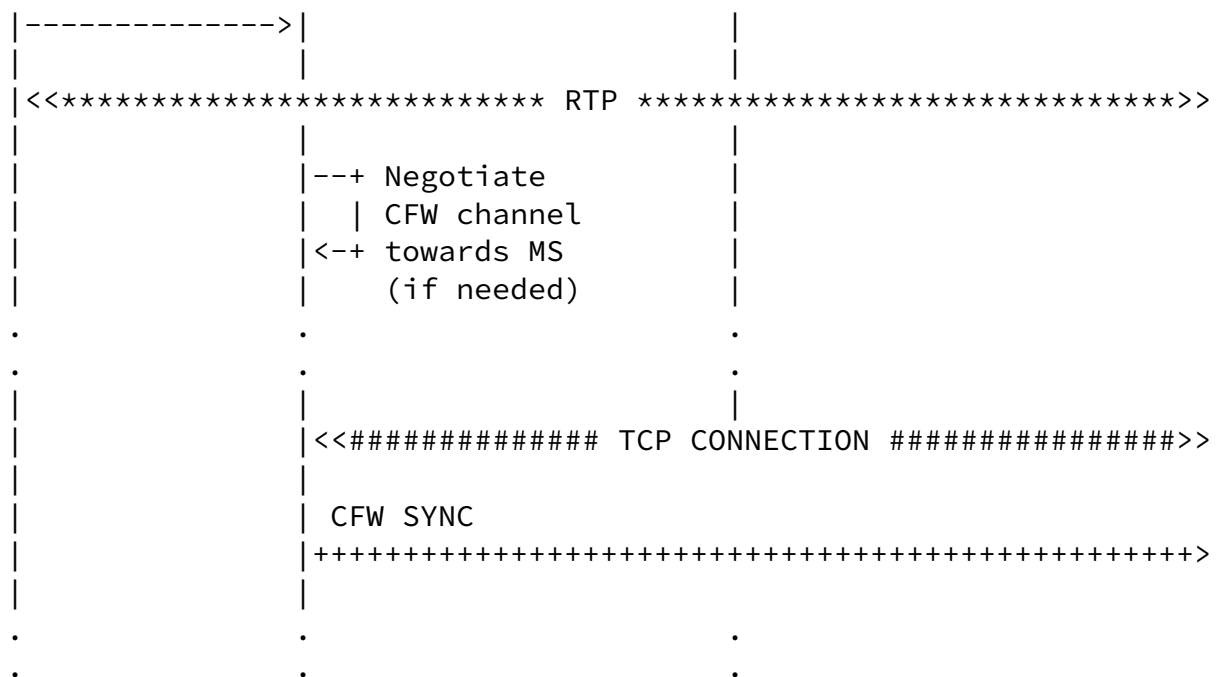 |-------------->|                       |
|               |                       |
|<<*************************** RTP ******************************>>
|               |                       |
|               |--+ Negotiate          |
|               |  | CFW channel        |
|               |<-+ towards MS         |
|               |    (if needed)        |
.               .                       .
.               .                       .
|               |                       |
|               |<<############## TCP CONNECTION ################>>
|               |
|               | CFW SYNC
|               |+++++++++++++++++++++++++++++++++++++++++++++++++>
|               |
.               .                       .
.               .                       .